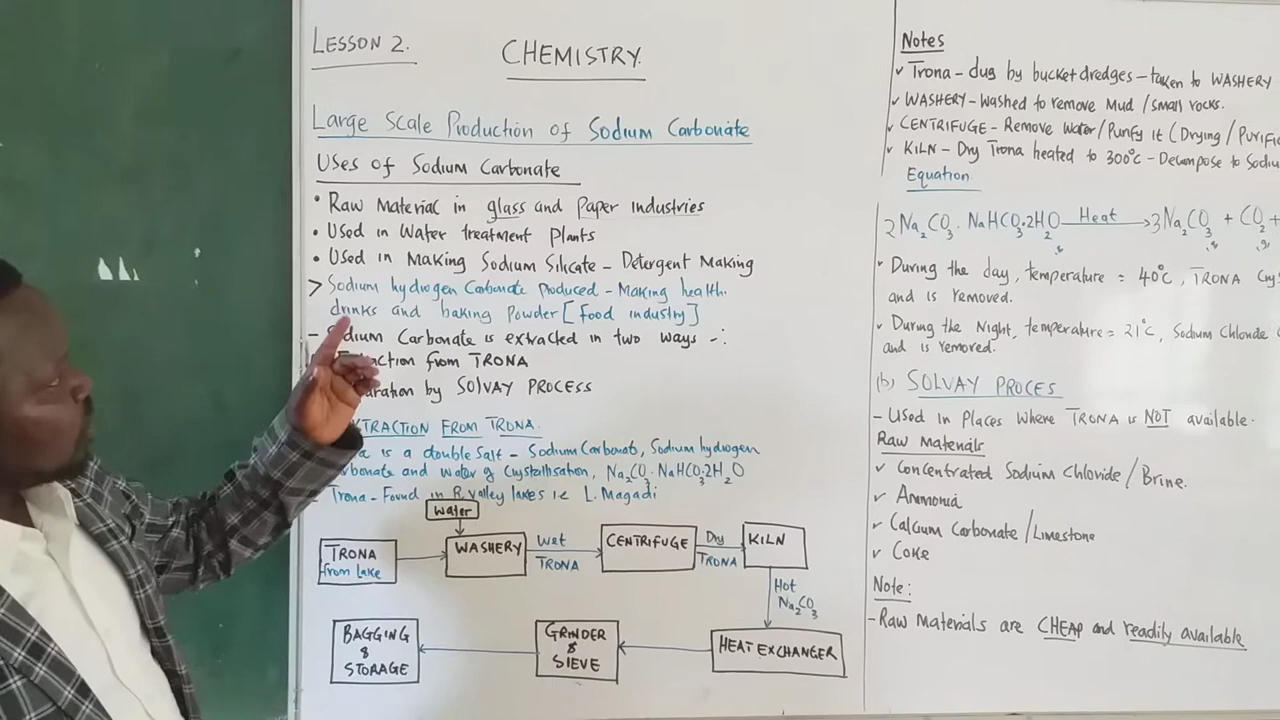 LESSON 2.
CHEMISTRY.
Large Scale Production of Sodium Carbonate
Uses of Sodium Carbonate
• Raw Material in glass and Paper industries
• Used in Water treatment Plants
• Used in Making Sodium Silicate – Detergent Making
> Sodium hydrogen Carbonate Produced – Making health
drinks and baking Powder [food industry]
– Sodium Carbonate is extracted in two ways -:
TRONA
by SOLVAY PROCESS
FROM TRONA.
is a double Salt – Sodium Carbonat, Sodium hydrogen
and water of Crystallisation, Na₂CO₃.NaHCO₃.2H₂O
– Trona – Found in R. valley lakes i.e L. Magadi
Water
TRONA
from Lake
WASHERY
Wet
TRONA
CENTRIFUGE
Dry
TRONA
KILN
Hot
Na₂CO₃
HEAT EXCHANGER
GRINDER
&
SIEVE
BAGGING
&
STORAGE
Notes
✓ Trona – dug by bucket dredges – taken to WASHERY
✓ WASHERY – Washed to remove Mud / Small rocks.
✓ CENTRIFUGE – Remove Water / Purify it (Drying / Purific
✓ KILN – Dry Trona heated to 300°c – Decompose to Sodiu
Equation
2Na₂CO₃.NaHCO₃.2H₂O Heat → 3Na₂CO₃ + CO₂ +
• During the day, temperature = 40°C, TRONA Crys
and is removed.
✓ During the Night, temperature = 21°C, Sodium Chloride
and is removed.
(b) SOLVAY PROCES
– Used in Places Where TRONA is NOT available.
Raw Materials
✓ Concentrated Sodium Chloride / Brine.
✓ Ammonia
✓ Calcium Carbonate / Limestone
✓ Coke
Note:
– Raw Materials are CHEAP and readily available